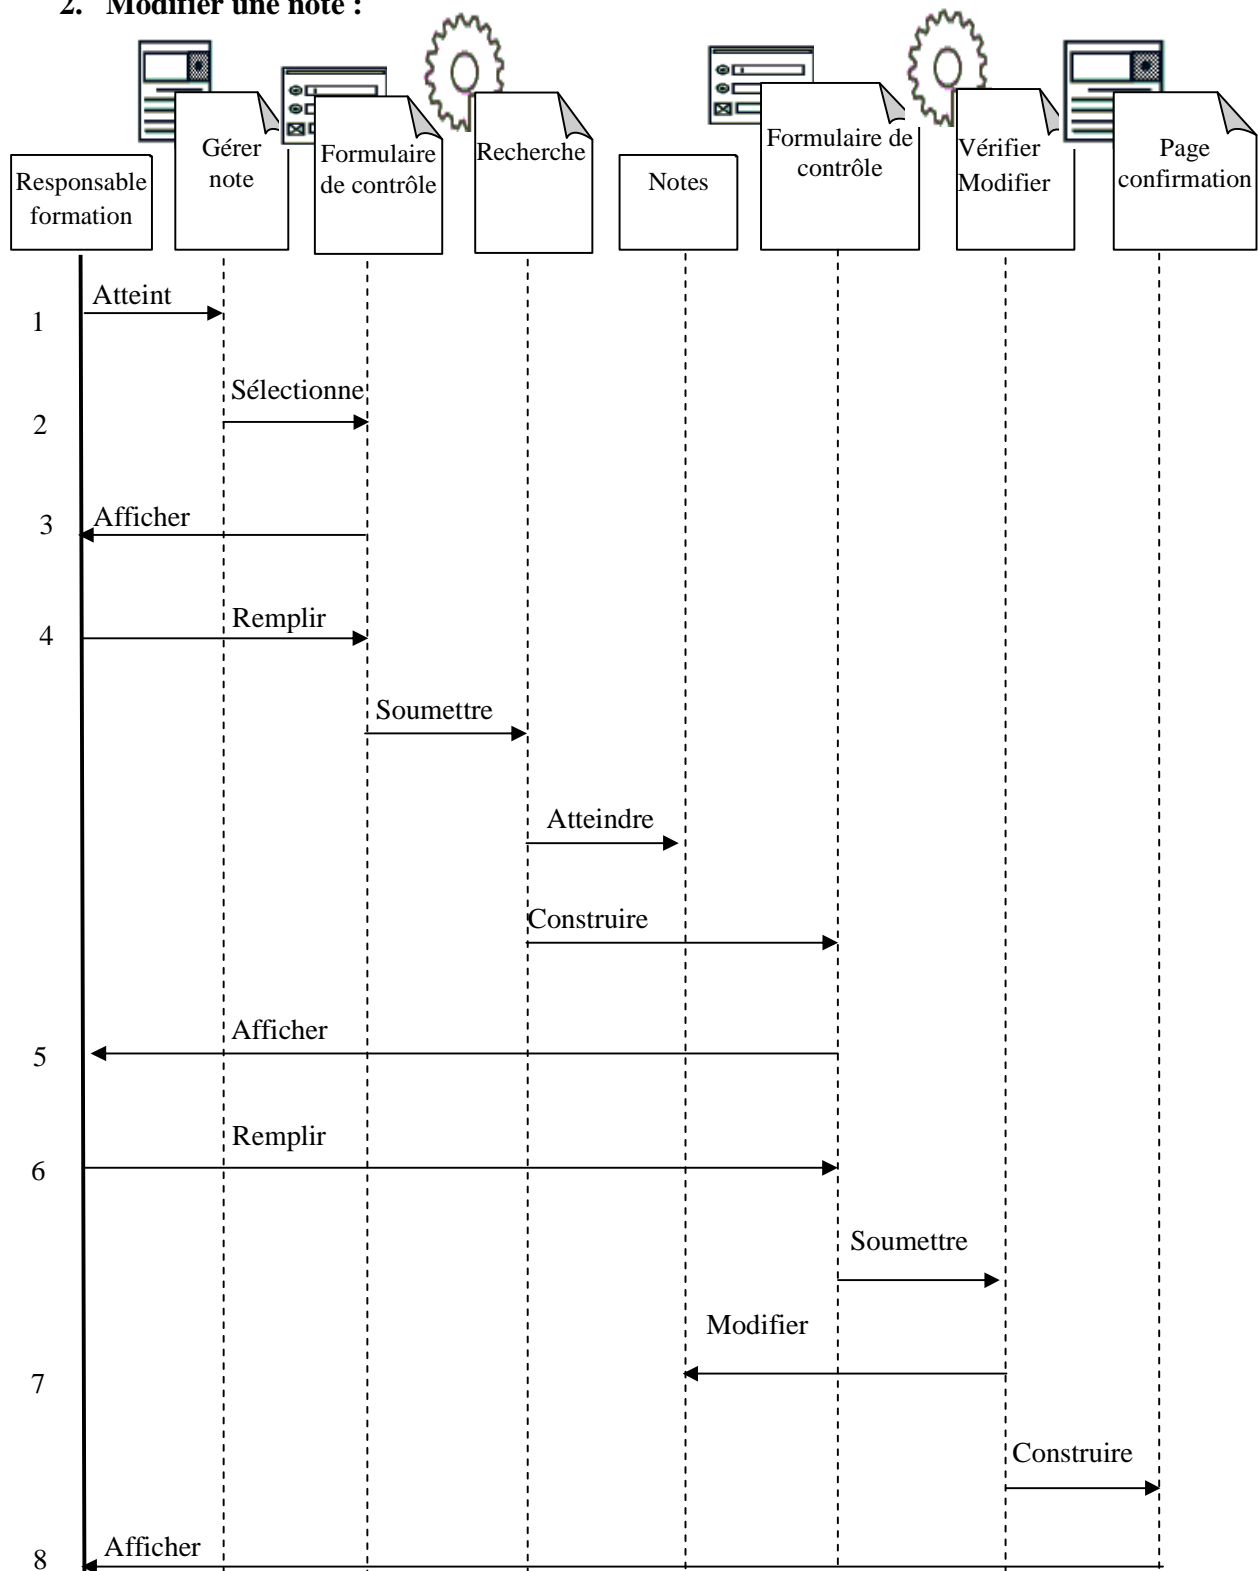 2. Modifier une note :
Responsable
formation
Gérer
note
Formulaire
de contrôle
Recherche
Notes
Formulaire de
contrôle
Vérifier
Modifier
Page
confirmation
Atteint
1
Sélectionne
2
Afficher
3
Remplir
4
Soumettre
Atteindre
Construire
Afficher
5
Remplir
6
Soumettre
Modifier
7
Construire
Afficher
8